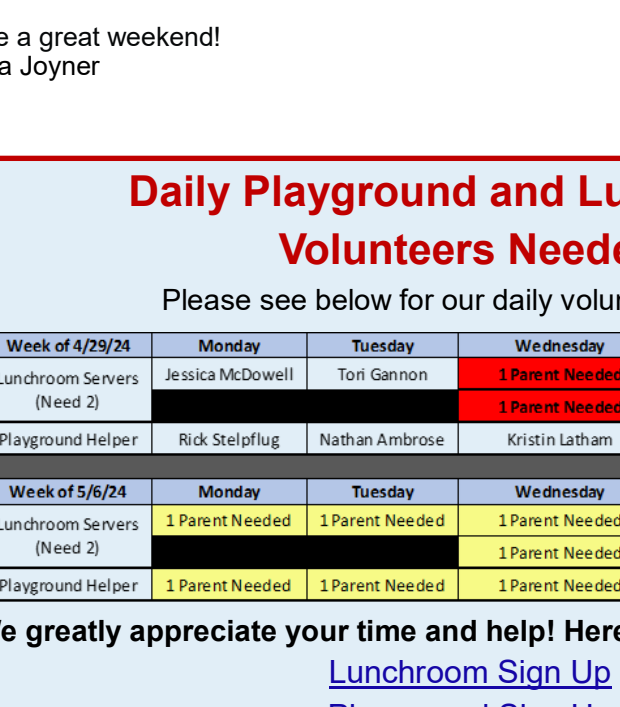 e a great weekend!
a Joyner
Daily Playground and Lu
Volunteers Neede
Please see below for our daily volu
Week of 4/29/24 Monday Tuesday Wednesday
Lunchroom Servers (Need 2) Jessica McDowell Tori Gannon 1 Parent Needed
1 Parent Needed
Playground Helper Rick Stelpflug Nathan Ambrose Kristin Latham
Week of 5/6/24 Monday Tuesday Wednesday
Lunchroom Servers (Need 2) 1 Parent Needed 1 Parent Needed 1 Parent Needed
1 Parent Needed
Playground Helper 1 Parent Needed 1 Parent Needed 1 Parent Needed
e greatly appreciate your time and help! Here
Lunchroom Sign Up